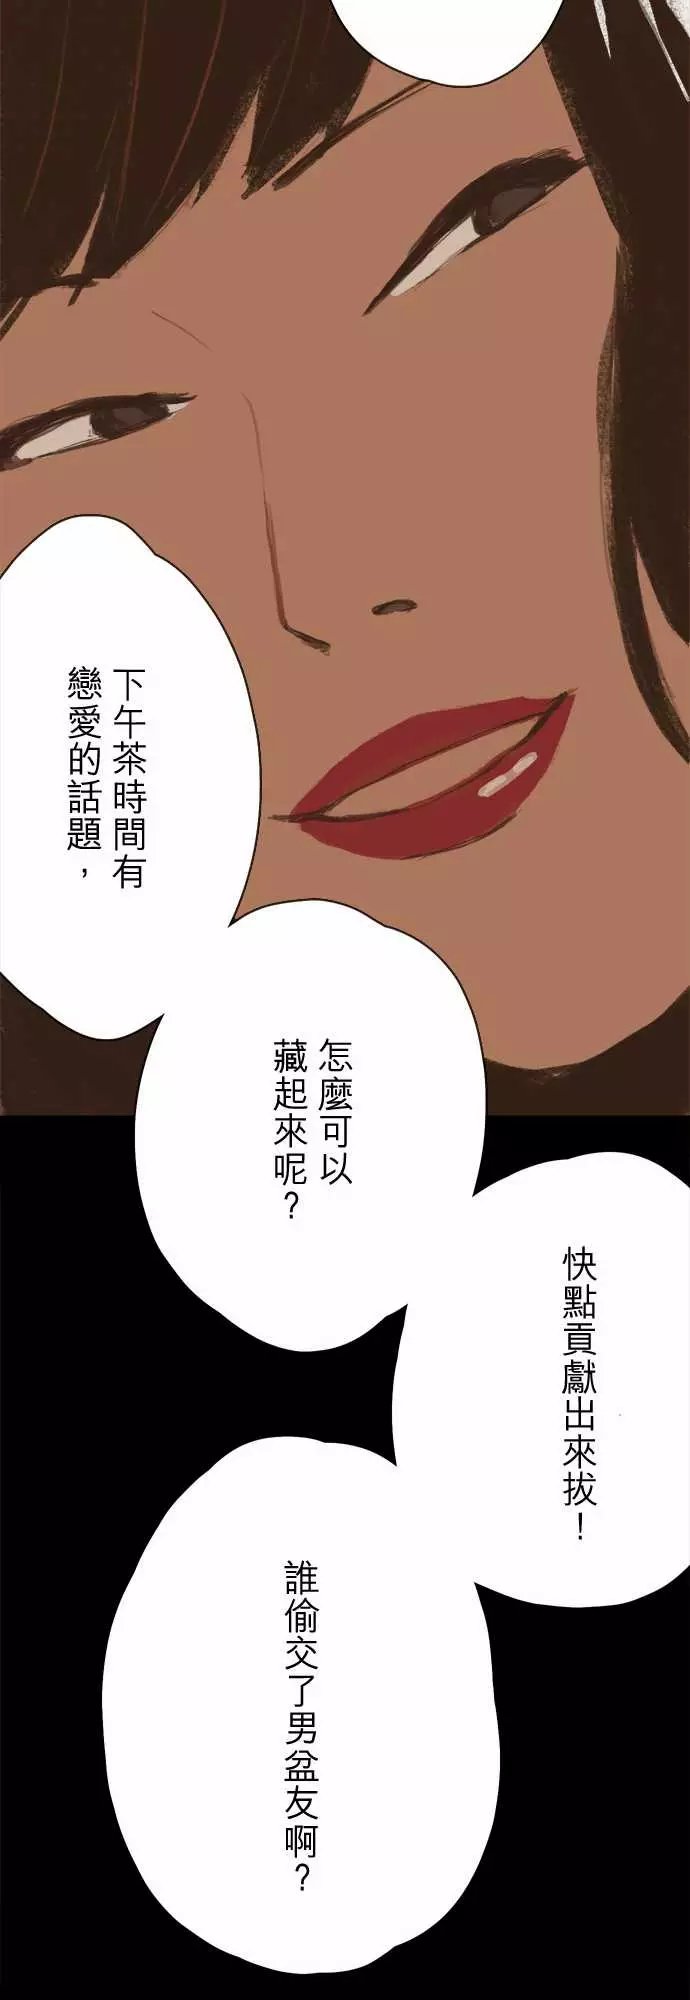 下午茶時間有
戀愛的話題，
怎麼可以
藏起來呢？
快點貢獻出來拔！
誰偷交了男盆友啊？